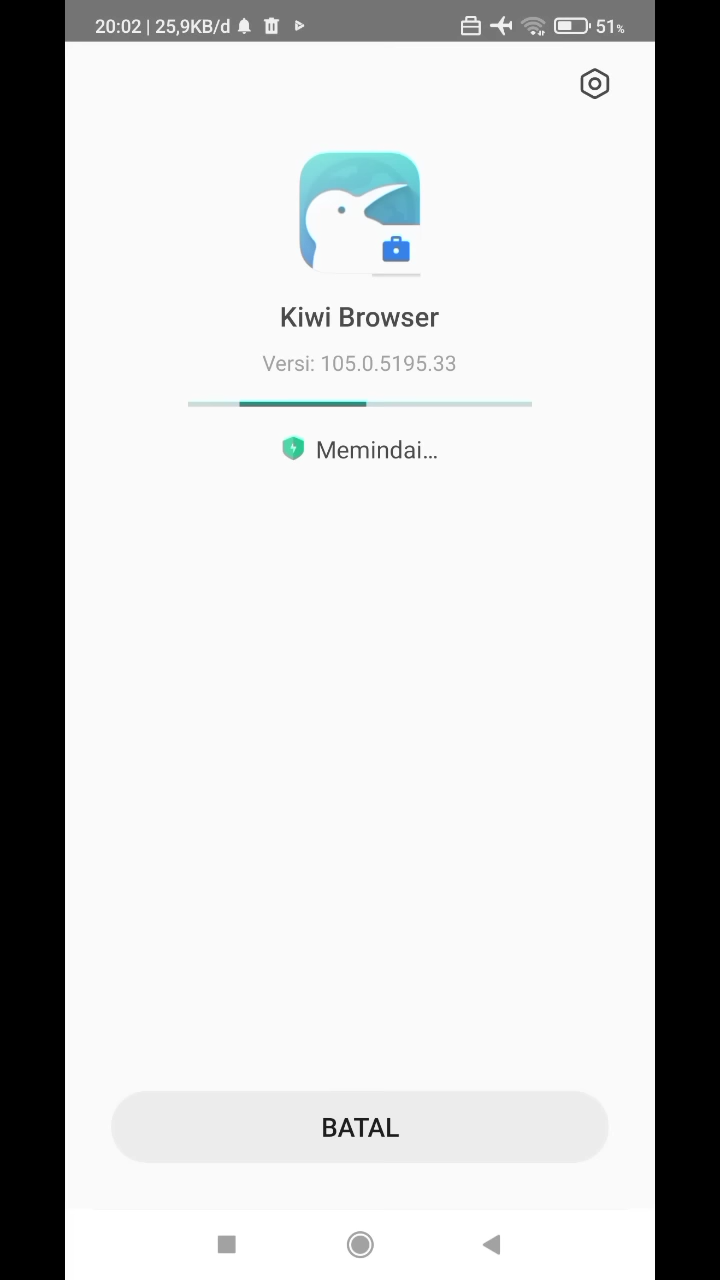 20:02 | 25,9KB/d 51%
Kiwi Browser
Versi: 105.0.5195.33
Memindai...
BATAL